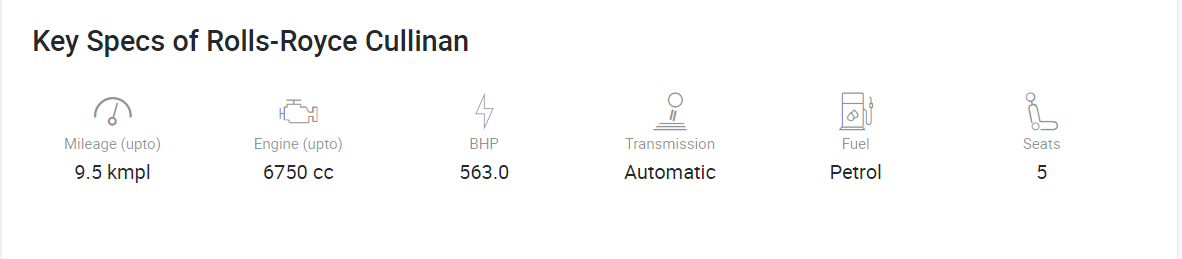 Key Specs of Rolls-Royce Cullinan
Mileage (upto) Engine (upto) BHP Transmission Fuel Seats
9.5 kmpl 6750 cc 563.0 Automatic Petrol 5